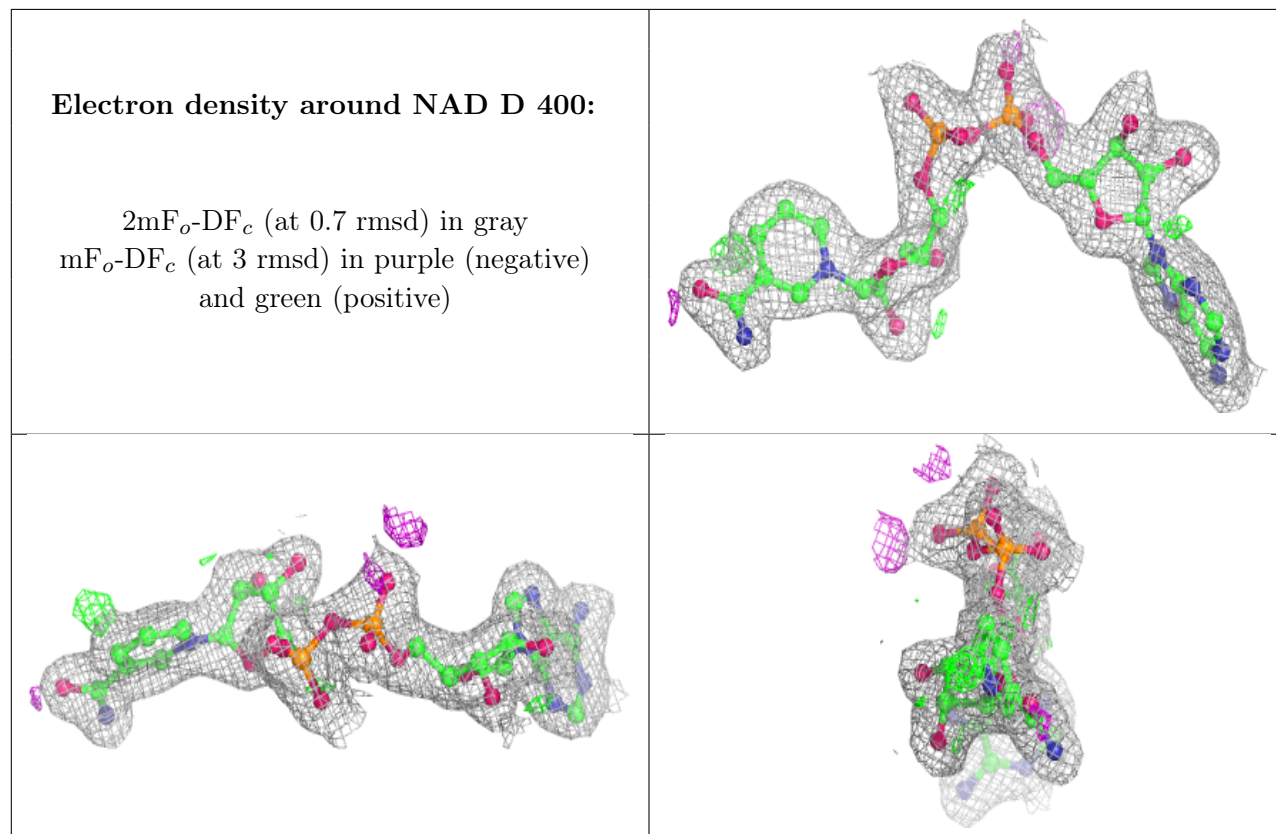 Electron density around NAD D 400:
2mFo-DFc (at 0.7 rmsd) in gray
mFo-DFc (at 3 rmsd) in purple (negative)
and green (positive)